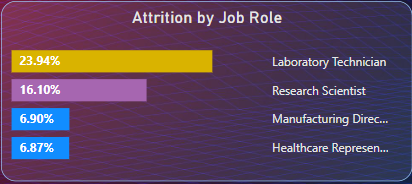 Attrition by Job Role
23.94% Laboratory Technician
16.10% Research Scientist
6.90% Manufacturing Direc...
6.87% Healthcare Represen...